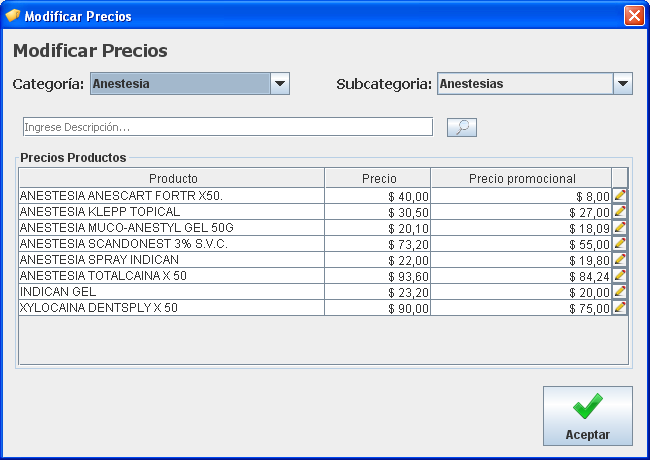 Modificar Precios
Modificar Precios
Categoría: Anestesia Subcategoria: Anestesias
Ingrese Descripción...
Precios Productos
Producto Precio Precio promocional
ANESTESIA ANESCART FORTR X50. $ 40,00 $ 8,00
ANESTESIA KLEPP TOPICAL $ 30,50 $ 27,00
ANESTESIA MUCO-ANESTYL GEL 50G $ 20,10 $ 18,09
ANESTESIA SCANDONEST 3% S.V.C. $ 73,20 $ 55,00
ANESTESIA SPRAY INDICAN $ 22,00 $ 19,80
ANESTESIA TOTALCAINA X 50 $ 93,60 $ 84,24
INDICAN GEL $ 23,20 $ 20,00
XYLOCAINA DENTSPLY X 50 $ 90,00 $ 75,00
Aceptar